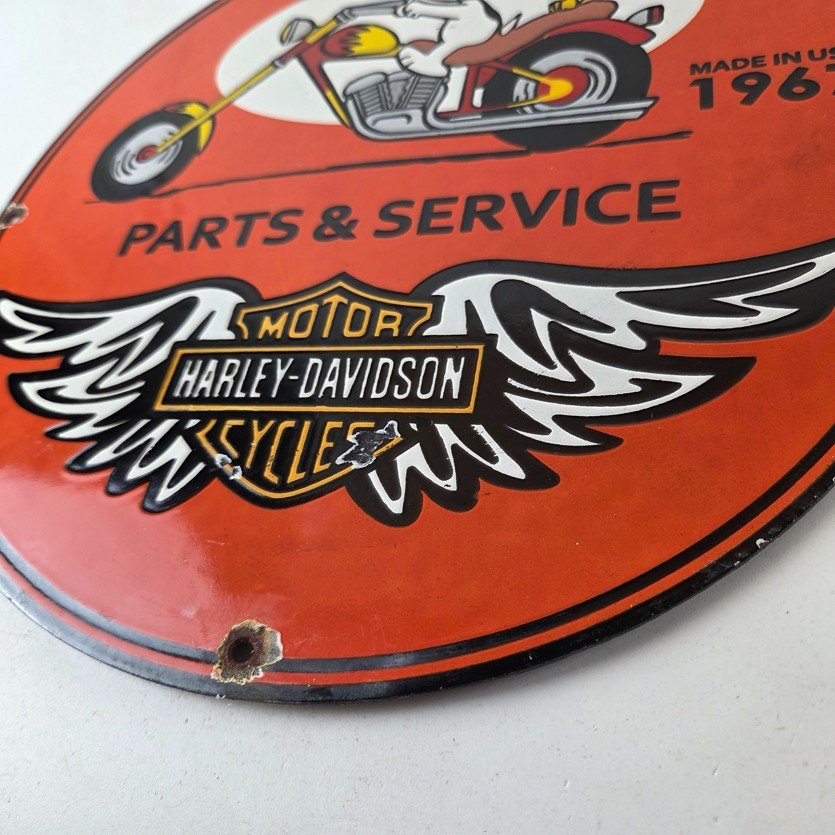 MADE IN US
196
PARTS & SERVICE
MOTOR
HARLEY-DAVIDSON
CYCLES